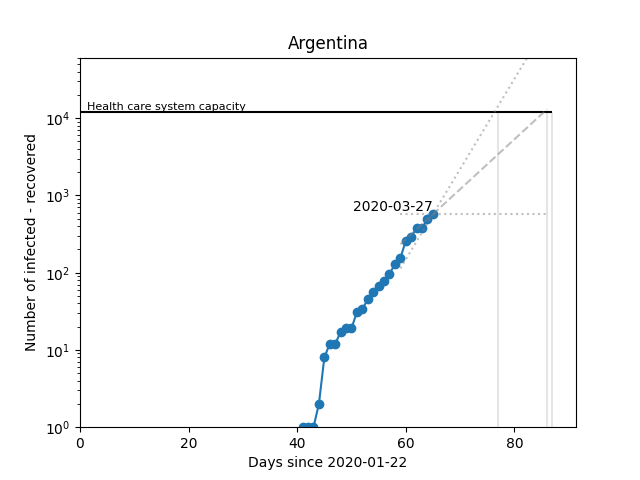 Argentina
Number of infected - recovered
10^4
10^3
10^2
10^1
10^0
Health care system capacity
2020-03-27
0 20 40 60 80
Days since 2020-01-22